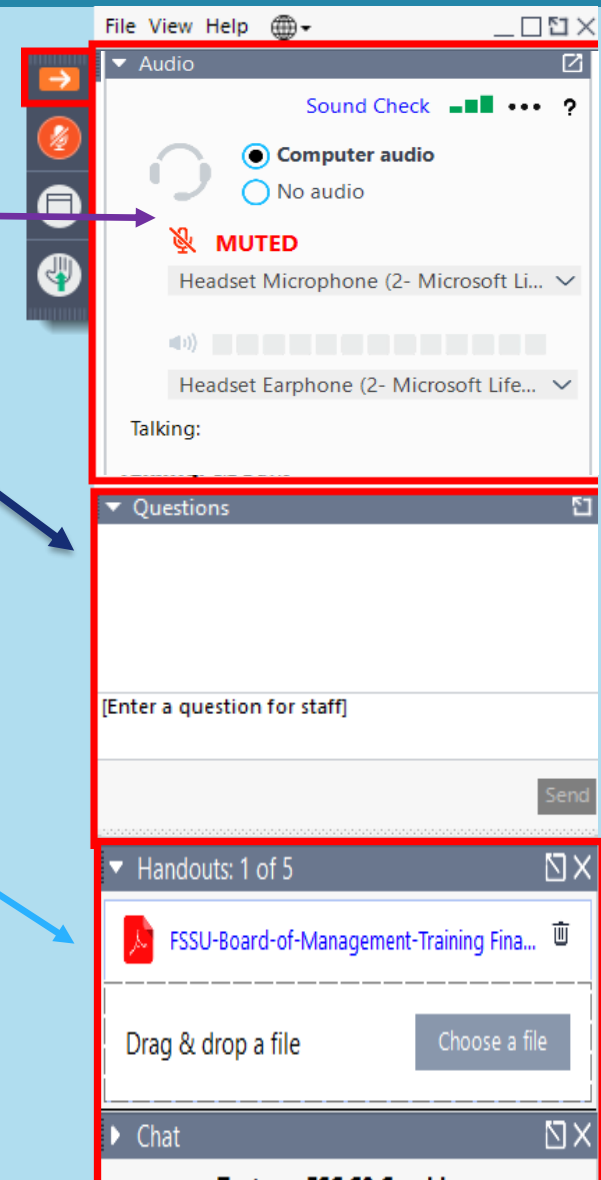 File View Help
Audio
Sound Check ?
Computer audio
No audio
MUTED
Headset Microphone (2- Microsoft Li...
Headset Earphone (2- Microsoft Life...
Talking:
Questions
[Enter a question for staff]
Send
Handouts: 1 of 5
FSSU-Board-of-Management-Training Fina...
Drag & drop a file
Choose a file
Chat